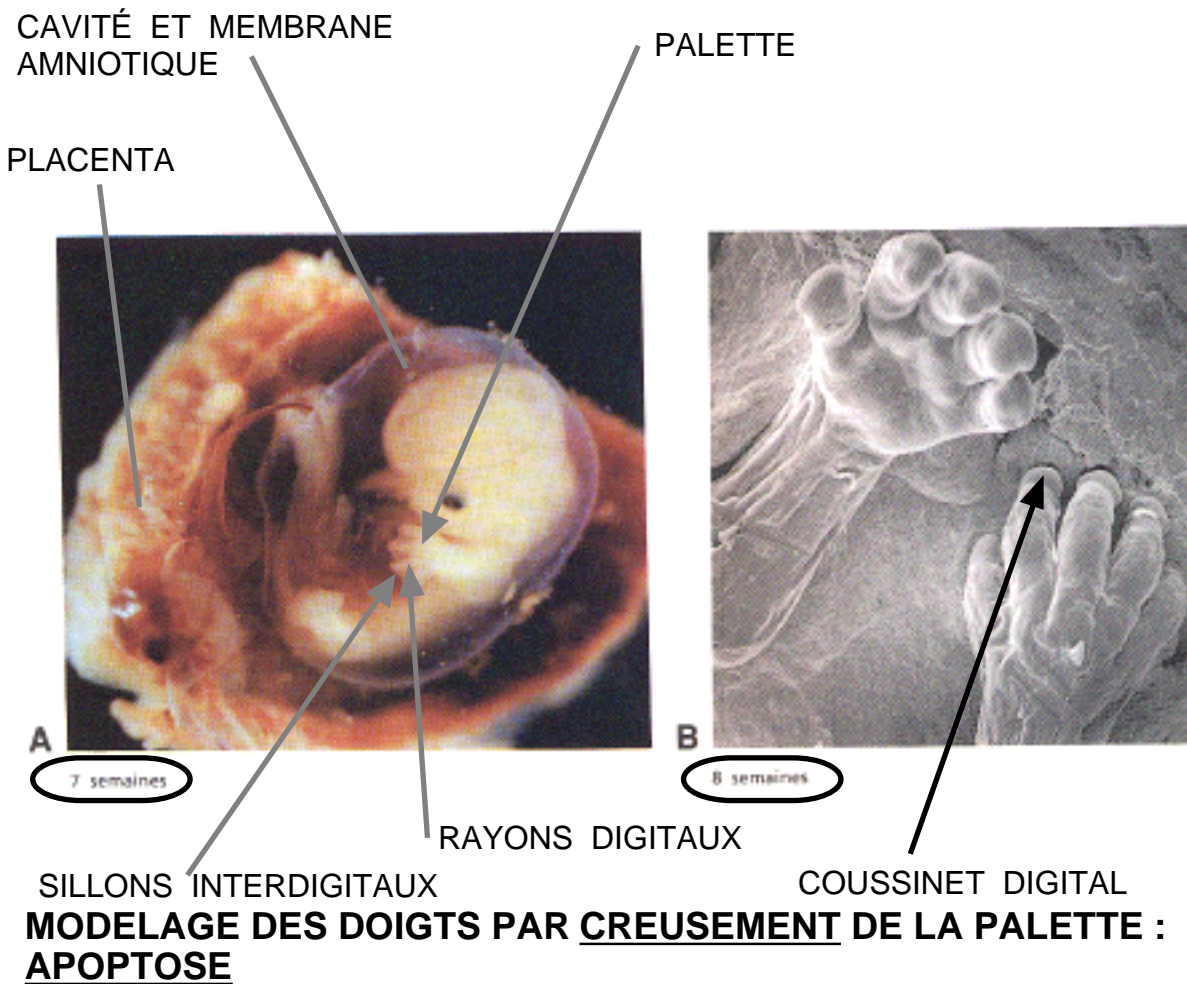 CAVITÉ ET MEMBRANE
AMNIOTIQUE
PALETTE
PLACENTA
A
7 semaines
B
8 semaines
RAYONS DIGITAUX
SILLONS INTERDIGITAUX
COUSSINET DIGITAL
MODELAGE DES DOIGTS PAR CREUSEMENT DE LA PALETTE :
APOPTOSE